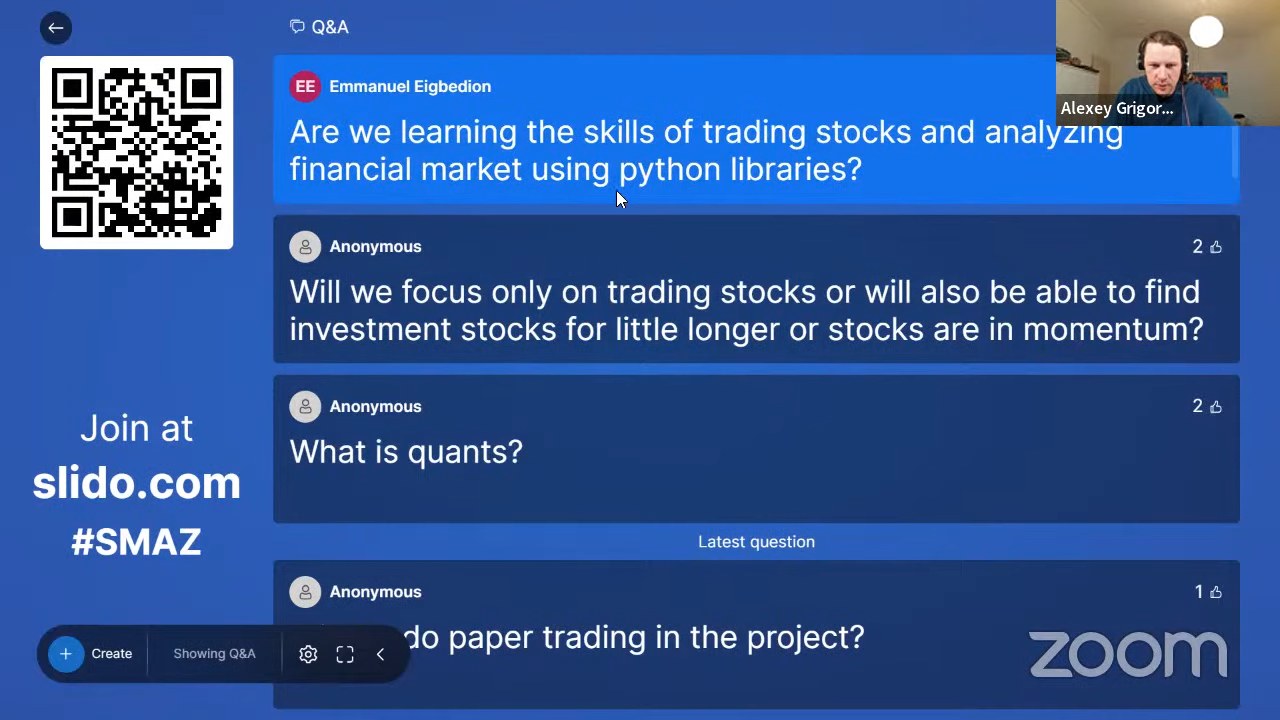 Q&A
EE Emmanuel Eigbedion
Are we learning the skills of trading stocks and analyzing
financial market using python libraries?
Alexey Grigor...
Anonymous
2
Will we focus only on trading stocks or will also be able to find
investment stocks for little longer or stocks are in momentum?
Anonymous
2
What is quants?
Join at
slido.com
#SMAZ
Latest question
Anonymous
1
do paper trading in the project?
Create
Showing Q&A
zoom